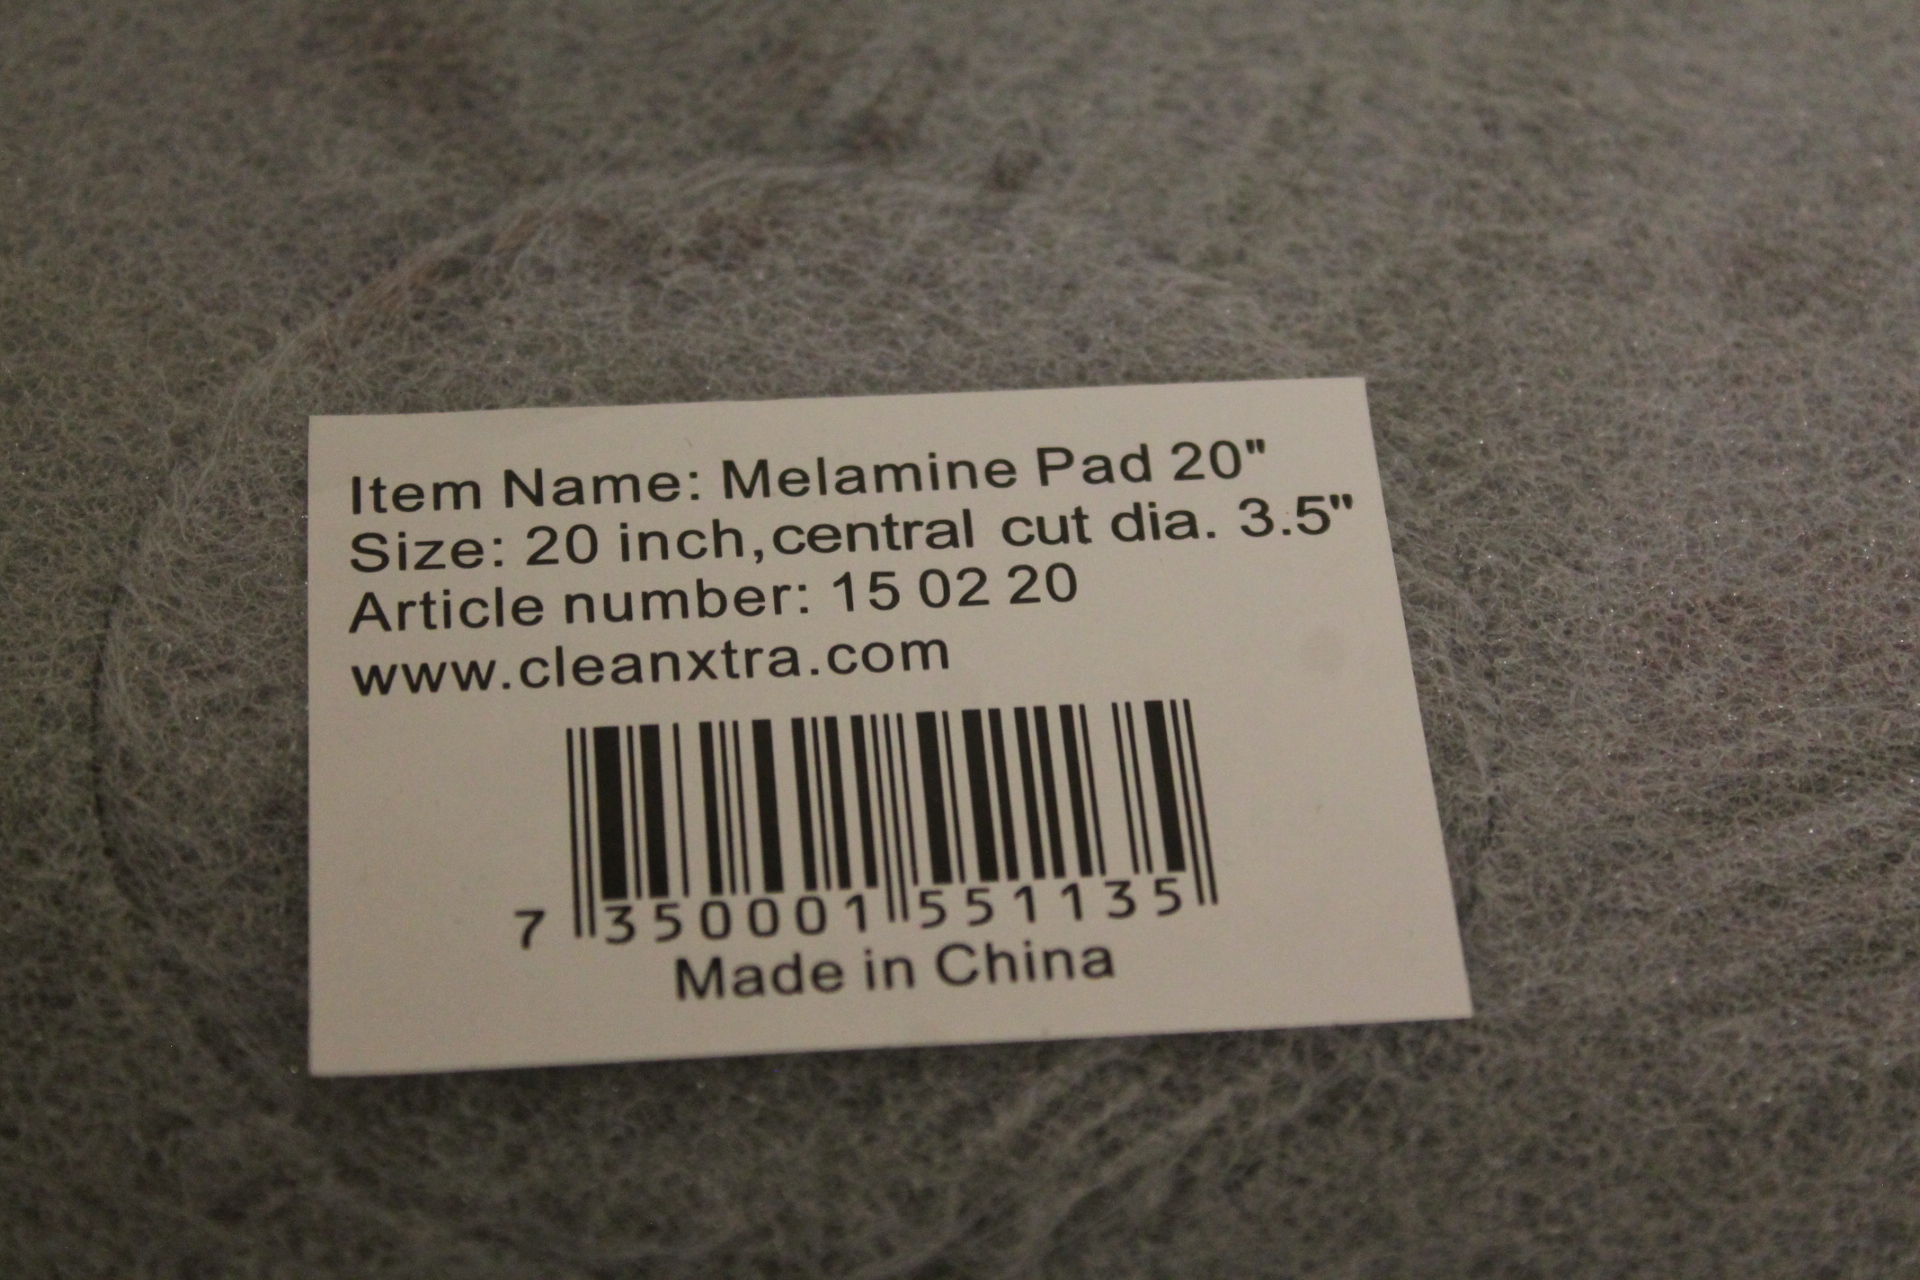 Item Name: Melamine Pad 20"
Size: 20 inch,central cut dia. 3.5"
Article number: 15 02 20
www.cleanxtra.com
7 350001 551135
Made in China